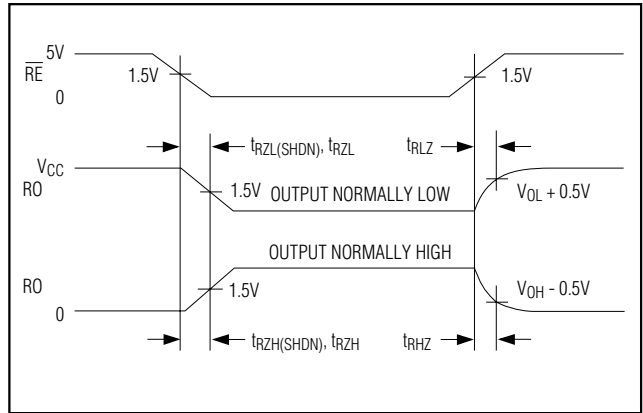 5V
RE
1.5V
1.5V
0
tRZL(SHDN), tRZL
tRLZ
VCC
RO
1.5V
OUTPUT NORMALLY LOW
VOL + 0.5V
OUTPUT NORMALLY HIGH
RO
1.5V
VOH - 0.5V
0
tRZH(SHDN), tRZH
tRHZ